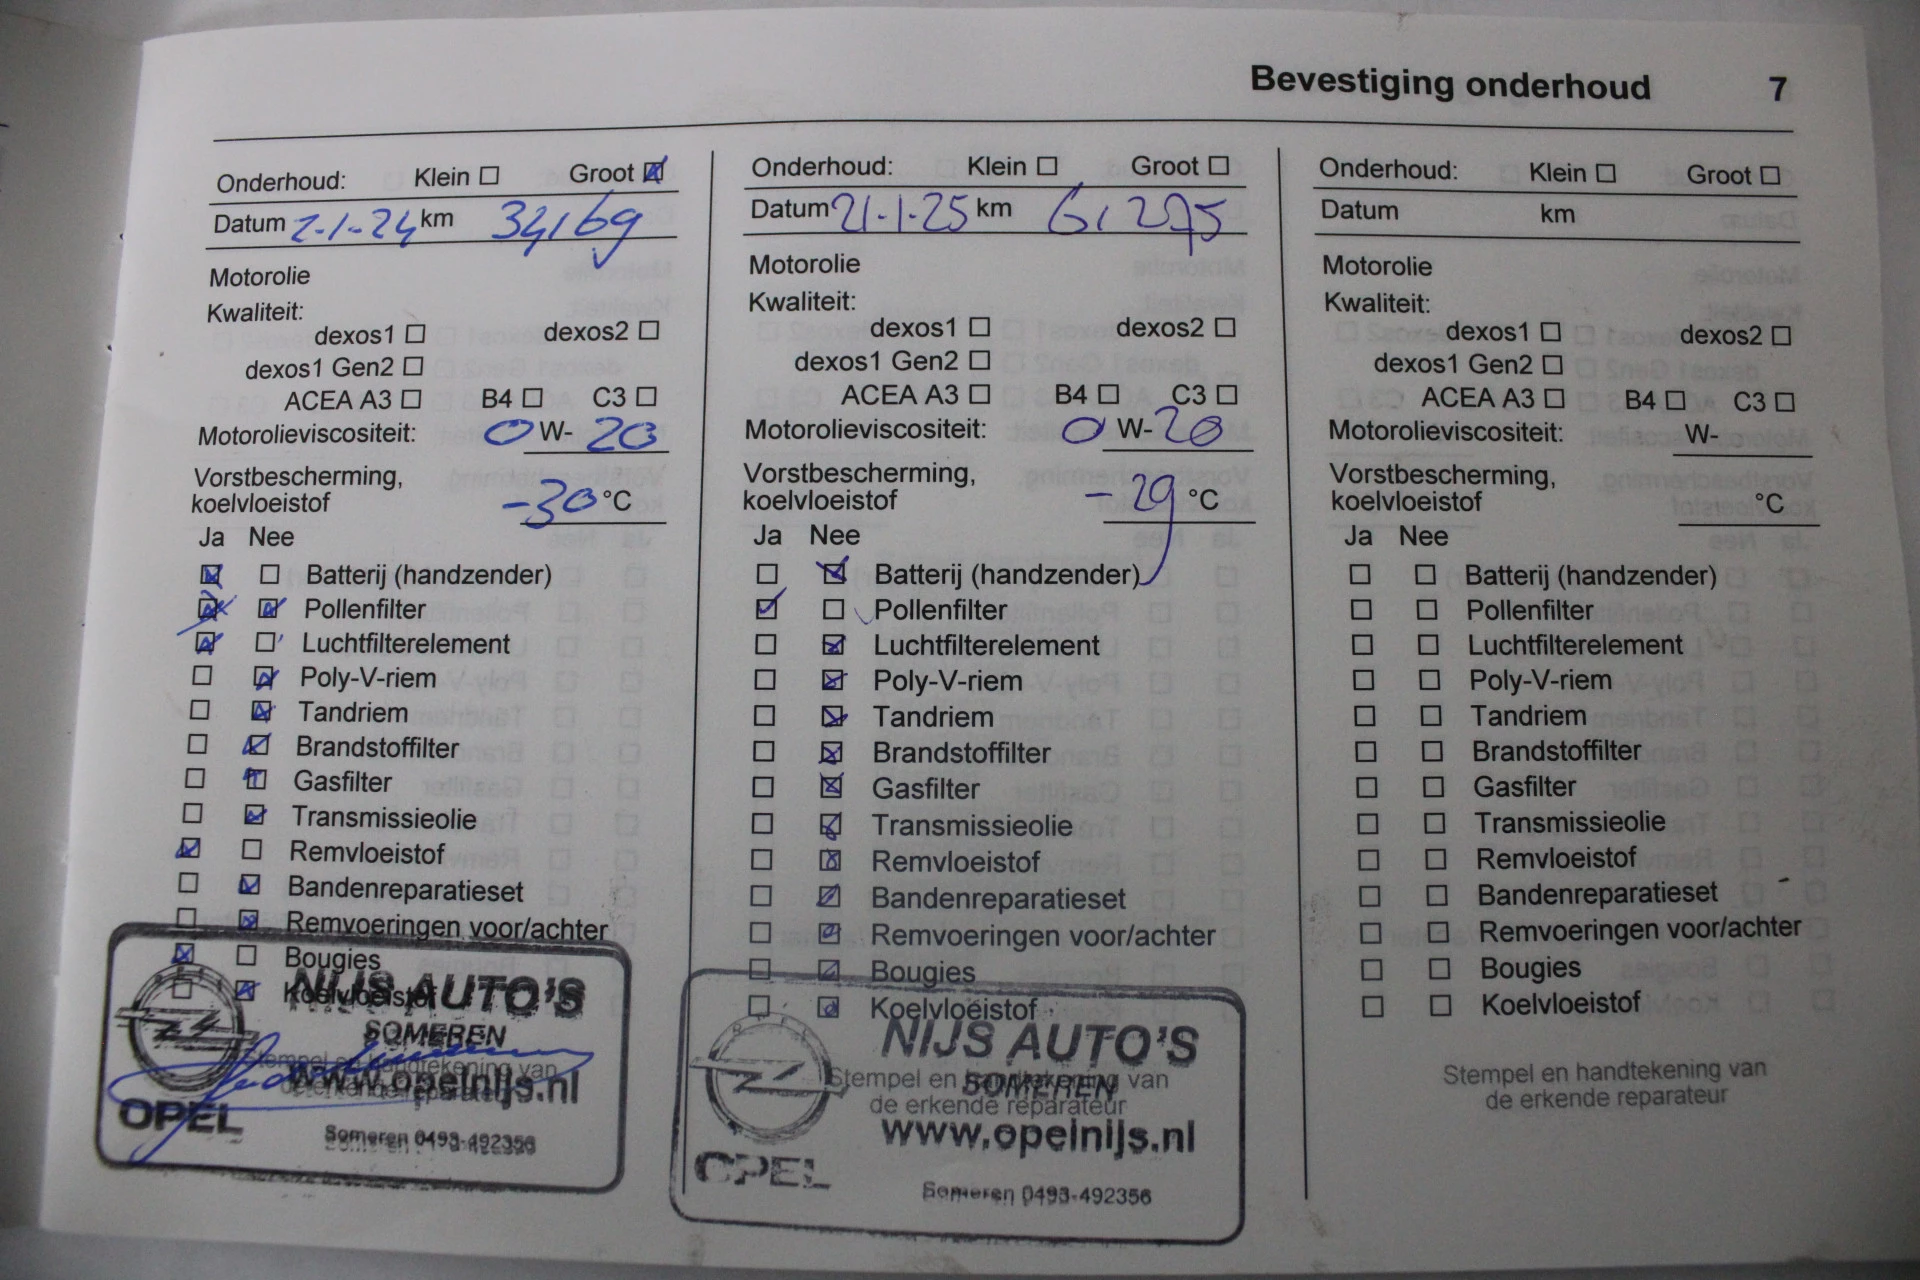 Bevestiging onderhoud 7
Onderhoud: Klein ☐ Groot ☒
Datum 2-1-24 km 34169
Motorolie
Kwaliteit:
dexos1 ☐ dexos2 ☐
dexos1 Gen2 ☐
ACEA A3 ☐ B4 ☐ C3 ☐
Motorolieviscositeit: 0 W- 20
Vorstbescherming,
koelvloeistof -30 °C
Ja Nee
☒ ☐ Batterij (handzender)
☒ ☒ Pollenfilter
☒ ☐ Luchtfilterelement
☐ ☒ Poly-V-riem
☐ ☒ Tandriem
☐ ☒ Brandstoffilter
☐ ☒ Gasfilter
☐ ☒ Transmissieolie
☒ ☐ Remvloeistof
☐ ☒ Bandenreparatieset
☐ ☒ Remvoeringen voor/achter
☒ ☐ Bougies
☐ ☒ Koelvloeistof
NIJS AUTO'S
SOMEREN
Stempel en handtekening van
de erkende reparateur
www.opelnijs.nl
OPEL
Someren 0493-492356
Onderhoud: Klein ☐ Groot ☐
Datum 21-1-25 km 61275
Motorolie
Kwaliteit:
dexos1 ☐ dexos2 ☐
dexos1 Gen2 ☐
ACEA A3 ☐ B4 ☐ C3 ☐
Motorolieviscositeit: 0 W- 20
Vorstbescherming,
koelvloeistof -29 °C
Ja Nee
☐ ☒ Batterij (handzender)
☒ ☐ Pollenfilter
☐ ☒ Luchtfilterelement
☐ ☒ Poly-V-riem
☐ ☒ Tandriem
☐ ☒ Brandstoffilter
☐ ☒ Gasfilter
☐ ☒ Transmissieolie
☐ ☒ Remvloeistof
☐ ☒ Bandenreparatieset
☐ ☒ Remvoeringen voor/achter
☐ ☒ Bougies
☐ ☒ Koelvloeistof
NIJS AUTO'S
SOMEREN
Stempel en handtekening van
de erkende reparateur
www.opelnijs.nl
OPEL
Someren 0493-492356
Onderhoud: Klein ☐ Groot ☐
Datum km
Motorolie
Kwaliteit:
dexos1 ☐ dexos2 ☐
dexos1 Gen2 ☐
ACEA A3 ☐ B4 ☐ C3 ☐
Motorolieviscositeit: W-
Vorstbescherming,
koelvloeistof °C
Ja Nee
☐ ☐ Batterij (handzender)
☐ ☐ Pollenfilter
☐ ☐ Luchtfilterelement
☐ ☐ Poly-V-riem
☐ ☐ Tandriem
☐ ☐ Brandstoffilter
☐ ☐ Gasfilter
☐ ☐ Transmissieolie
☐ ☐ Remvloeistof
☐ ☐ Bandenreparatieset
☐ ☐ Remvoeringen voor/achter
☐ ☐ Bougies
☐ ☐ Koelvloeistof
Stempel en handtekening van
de erkende reparateur